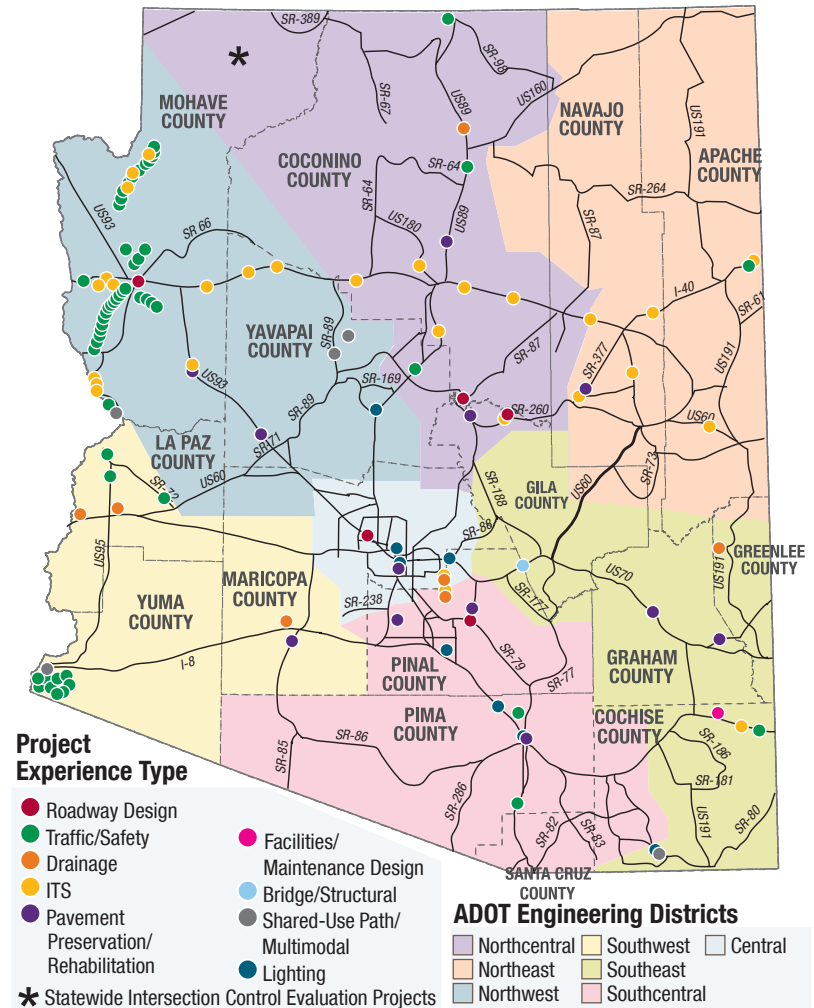 SR-389
SR-98
US160
MOHAVE
COUNTY
SR-67
US89
NAVAJO
COUNTY
US191
APACHE
COUNTY
COCONINO
COUNTY
SR-64
SR-64
SR-264
US93
SR 66
US180
US89
SR-87
I-40
SR-61
YAVAPAI
COUNTY
SR-89
SR-87
SR-377
US191
US93
SR-169
SR-89
SR-260
US60
LA PAZ
COUNTY
SR-71
US60
SR-72
GILA
COUNTY
SR-188
US60
SR-73
SR-88
US95
GREENLEE
COUNTY
US191
MARICOPA
COUNTY
YUMA
COUNTY
SR-238
SR-177
US70
I-8
SR-79
SR-77
PINAL
COUNTY
GRAHAM
COUNTY
PIMA
COUNTY
COCHISE
COUNTY
SR-85
SR-86
SR-186
SR-181
SR-286
SR-82
SR-83
US191
SR-80
SANTA CRUZ
COUNTY
Project
Experience Type
Roadway Design
Traffic/Safety
Drainage
ITS
Pavement
Preservation/
Rehabilitation
Facilities/
Maintenance Design
Bridge/Structural
Shared-Use Path/
Multimodal
Lighting
* Statewide Intersection Control Evaluation Projects
ADOT Engineering Districts
Northcentral
Northeast
Northwest
Southwest
Southeast
Southcentral
Central